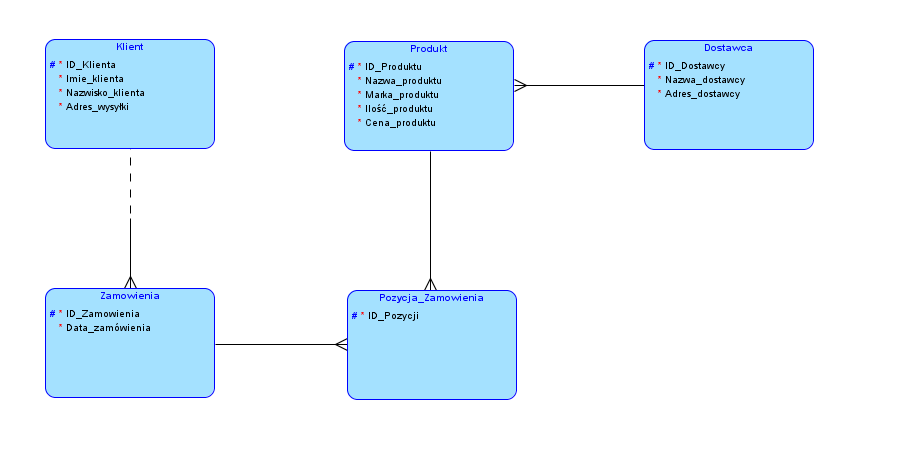 Klient
# * ID_Klienta
* Imie_klienta
* Nazwisko_klienta
* Adres_wysyłki
Produkt
# * ID_Produktu
* Nazwa_produktu
* Marka_produktu
* Ilość_produktu
* Cena_produktu
Dostawca
# * ID_Dostawcy
* Nazwa_dostawcy
* Adres_dostawcy
Zamowienia
# * ID_Zamowienia
* Data_zamówienia
Pozycja_Zamowienia
# * ID_Pozycji